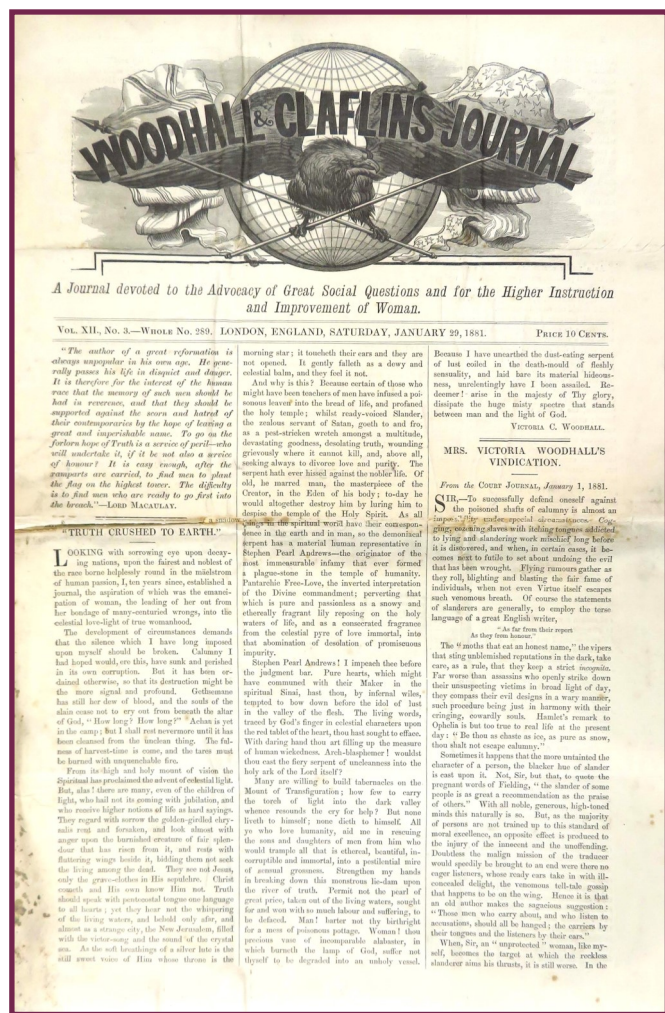 WOODHALL & CLAFLIN'S JOURNAL
A Journal devoted to the Advocacy of Great Social Questions and for the Higher Instruction
and Improvement of Woman.
VOL. XII., No. 3.—WHOLE No. 289. LONDON, ENGLAND, SATURDAY, JANUARY 29, 1881. PRICE 10 CENTS.
"The author of a great reformation is
always unpopular in his own age. He gene-
rally passes his life in disquiet and danger.
It is therefore for the interest of the human
race that the memory of such men should be
had in reverence, and that they should be
supported against the scorn and hatred of
their contemporaries by the hope of leaving a
great and imperishable name. To go on the
forlorn hope of Truth is a service of peril—who
will undertake it, if it be not also a service
of honour? It is easy enough, after the
ramparts are carried, to find men to plant
the flag on the highest tower. The difficulty
is to find men who are ready to go first into
the breach."—LORD MACAULAY.
"TRUTH CRUSHED TO EARTH."
LOOKING with sorrowing eye upon decay-
ing nations, upon the fairest and noblest of
the race borne helplessly round in the mælstrom
of human passion, I, ten years since, established a
journal, the aspiration of which was the emanci-
pation of woman, the leading of her out from
her bondage of many-centuried wrongs, into the
celestial love-light of true womanhood.
The development of circumstances demands
that the silence which I have long imposed
upon myself should be broken. Calumny I
had hoped would, ere this, have sunk and perished
in its own corruption. But it has been or-
dained otherwise, so that its destruction might be
the more signal and profound. Gethsemane
has still her dew of blood, and the souls of the
slain cease not to cry out from beneath the altar
of God, "How long? How long?" Achan is yet
in the camp; but I shall rest nevermore until it has
been cleansed from the unclean thing. The ful-
ness of harvest-time is come, and the tares must
be burned with unquenchable fire.
From its high and holy mount of vision the
Spiritual has proclaimed the advent of celestial light.
But, alas! there are many, even of the children of
light, who hail not its coming with jubilation, and
who receive higher notions of life as hard sayings.
They regard with sorrow the golden-girdled chry-
salis rent and forsaken, and look almost with
anger upon the burnished creature of fair splen-
dour that has risen from it, and rests with
fluttering wings beside it, bidding them not seek
the living among the dead. They see not Jesus,
only the grave-clothes in His sepulchre. Christ
cometh and His own know Him not. Truth
should speak with pentecostal tongue one language
to all hearts; yet they hear not the whispering
of the living waters, and behold only afar, and
almost as a strange city, the New Jerusalem, filled
with the victor-song and the sound of the crystal
sea. As the soft breathings of a silver lute is the
still sweet voice of Him whose throne is the
morning star; it toucheth their ears and they are
not opened. It gently falleth as a dewy and
celestial balm, and they feel it not.
And why is this? Because certain of those who
might have been teachers of men have infused a poi-
sonous leaven into the bread of life, and profaned
the holy temple; whilst ready-voiced Slander,
the zealous servant of Satan, goeth to and fro,
as a pest-stricken wretch amongst a multitude,
devastating goodness, desolating truth, wounding
grievously where it cannot kill, and, above all,
seeking always to divorce love and purity. The
serpent hath ever hissed against the nobler life. Of
old, he marred man, the masterpiece of the
Creator, in the Eden of his body; to-day he
would altogether destroy him by luring him to
despise the temple of the Holy Spirit. As all
things in the spiritual world have their correspon-
dence in the earth and in man, so the demoniacal
serpent has a material human representative in
Stephen Pearl Andrews—the originator of the
most immensurable infamy that ever formed
a plague-stone in the temple of humanity.
Antarchic Free-Love, the inverted interpretation
of the Divine commandment; perverting that
which is pure and passionless as a snowy and
ethereally fragrant lily reposing on the holy
waters of life, and as a consecrated fragrance
from the celestial pyre of love immortal, into
that abomination of desolation of promiscuous
impurity.
Stephen Pearl Andrews! I impeach thee before
the judgment bar. Pure hearts, which might
have communed with their Maker in the
spiritual Sinai, hast thou, by infernal wiles,
tempted to bow down before the idol of lust
in the valley of the flesh. The living words,
traced by God's finger in celestial characters upon
the red tablet of the heart, thou hast sought to efface.
With daring hand thou art filling up the measure
of human wickedness. Arch-blasphemer! wouldst
thou cast the fiery serpent of uncleanness into the
holy ark of the Lord itself?
Many are willing to build tabernacles on the
Mount of Transfiguration; how few to carry
the torch of light into the dark valley
whence resounds the cry for help? But none
liveth to himself; none dieth to himself. All
ye who love humanity, aid me in rescuing
the sons and daughters of men from him who
would trample all that is ethereal, beautiful, in-
corruptible and immortal, into a pestilential mire
of sensual grossness. Strengthen my hands
in breaking down this monstrous lie-dam upon
the river of truth. Permit not the pearl of
great price, taken out of the living waters, sought
for and won with so much labour and suffering, to
be defaced. Man! barter not thy birthright
for a mess of poisonous pottage. Woman! thou
precious vase of incomparable alabaster, in
which burneth the lamp of God, suffer not
thyself to be degraded into an unholy vessel.
Because I have unearthed the dust-eating serpent
of lust coiled in the death-mould of fleshly
sensuality, and laid bare its material hideous-
ness, unrelentingly have I been assailed. Re-
deemer! arise in the majesty of Thy glory,
dissipate the huge misty spectre that stands
between man and the light of God.
VICTORIA C. WOODHALL.
MRS. VICTORIA WOODHALL'S
VINDICATION.
From the COURT JOURNAL, January 1, 1881.
SIR,—To successfully defend oneself against
the poisoned shafts of calumny is almost an
under special circumstances.
slaves with itching tongues addicted
to lying and slandering work mischief long before
it is discovered, and when, in certain cases, it be-
comes next to futile to set about undoing the evil
that has been wrought. Flying rumours gather as
they roll, blighting and blasting the fair fame of
individuals, when not even Virtue itself escapes
such venomous breath. Of course the statements
of slanderers are generally, to employ the terse
language of a great English writer,
"As far from their report
As they from honour."
The "moths that eat an honest name," the vipers
that sting unblemished reputations in the dark, take
care, as a rule, that they keep a strict incognito.
Far worse than assassins who openly strike down
their unsuspecting victims in broad light of day,
they compass their evil designs in a wary manner,
such procedure being just in harmony with their
cringing, cowardly souls. Hamlet's remark to
Ophelia is but too true to real life at the present
day: "Be thou as chaste as ice, as pure as snow,
thou shalt not escape calumny."
Sometimes it happens that the more untainted the
character of a person, the blacker hue of slander
is cast upon it. Not, Sir, but that, to quote the
pregnant words of Fielding, "the slander of some
people is as great a recommendation as the praise
of others." With all noble, generous, high-toned
minds this naturally is so. But, as the majority
of persons are not trained up to this standard of
moral excellence, an opposite effect is produced to
the injury of the innocent and the unoffending.
Doubtless the malign mission of the traducer
would speedily be brought to an end were there no
eager listeners, whose ready ears take in with ill-
concealed delight, the venomous tell-tale gossip
that happens to be on the wing. Hence it is that
an old author makes the sagacious suggestion:
"Those men who carry about, and who listen to
accusations, should all be hanged; the carriers by
their tongues and the listeners by their ears."
When, Sir, an "unprotected" woman, like my-
self, becomes the target at which the reckless
slanderer aims his thrusts, it is still worse. In the